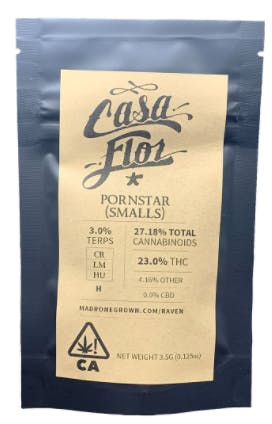 Casa
Flor
PORNSTAR
(SMALLS)
3.0%
TERPS
CR
LM
HU
H
27.18% TOTAL
CANNABINOIDS
23.0% THC
4.16% OTHER
0.0% CBD
MADRONEGROWN.COM/RAVEN
CA
NET WEIGHT 3.5G (0.125oz)